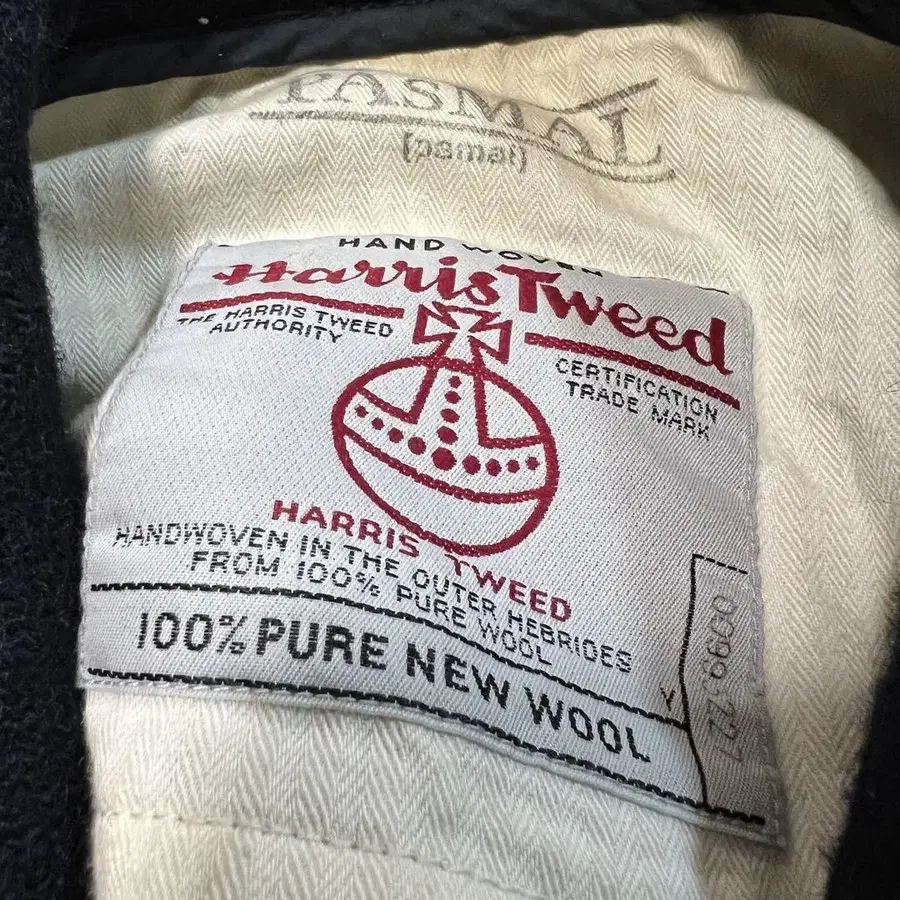 PASMAL
(pamai)
HAND WOVEN
Harris Tweed
THE HARRIS TWEED
AUTHORITY
CERTIFICATION
TRADE MARK
HARRIS TWEED
HANDWOVEN IN THE OUTER HEBRIDES
FROM 100% PURE WOOL
100% PURE NEW WOOL
Y